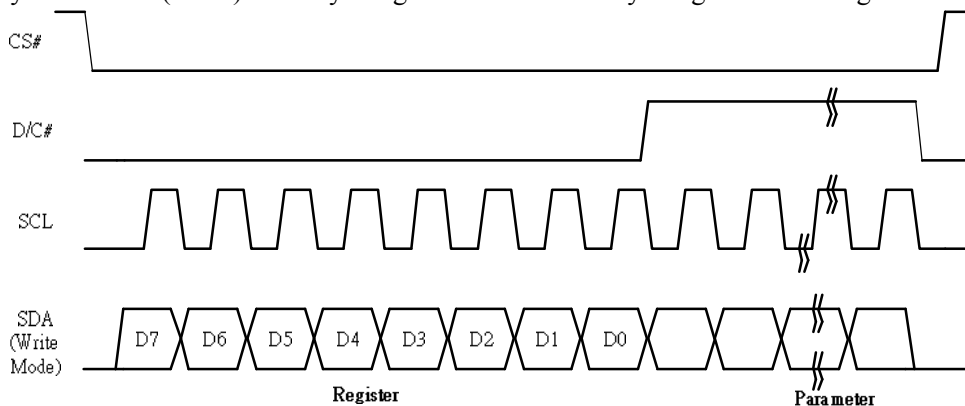 CS#
D/C#
SCL
SDA
(Write
Mode)
D7 D6 D5 D4 D3 D2 D1 D0
Register
Parameter